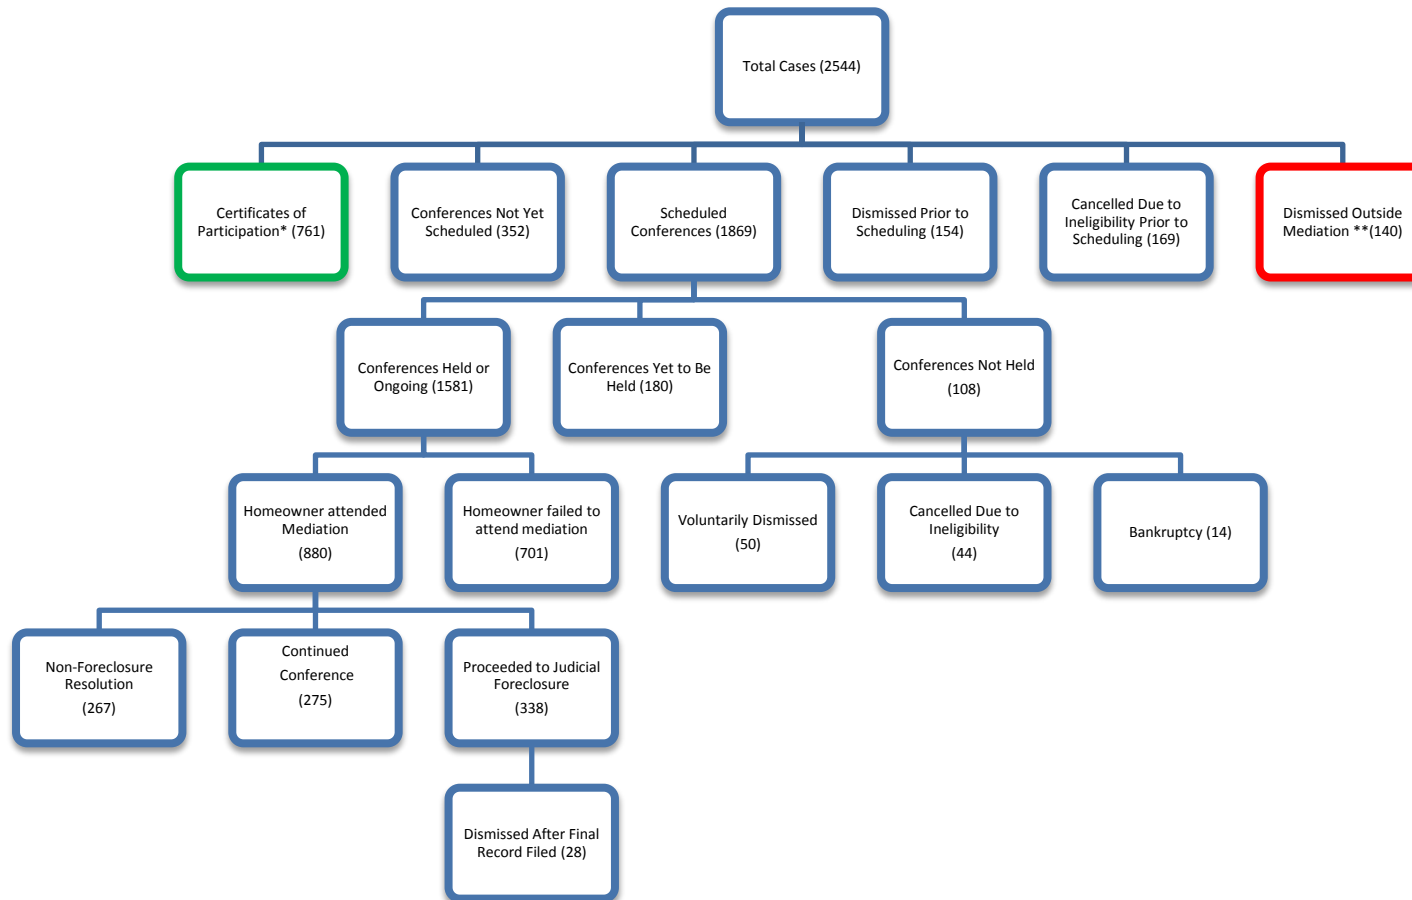 Total Cases (2544)
Certificates of
Participation* (761)
Conferences Not Yet
Scheduled (352)
Scheduled
Conferences (1869)
Dismissed Prior to
Scheduling (154)
Cancelled Due to
Ineligibility Prior to
Scheduling (169)
Dismissed Outside
Mediation **(140)
Conferences Held or
Ongoing (1581)
Conferences Yet to Be
Held (180)
Conferences Not Held
(108)
Homeowner attended
Mediation
(880)
Homeowner failed to
attend mediation
(701)
Voluntarily Dismissed
(50)
Cancelled Due to
Ineligibility
(44)
Bankruptcy (14)
Non-Foreclosure
Resolution
(267)
Continued
Conference
(275)
Proceeded to Judicial
Foreclosure
(338)
Dismissed After Final
Record Filed (28)